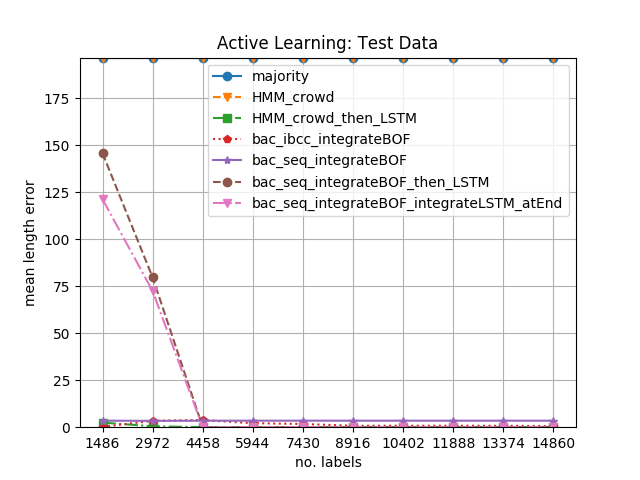 Active Learning: Test Data
majority
HMM_crowd
HMM_crowd_then_LSTM
bac_ibcc_integrateBOF
bac_seq_integrateBOF
bac_seq_integrateBOF_then_LSTM
bac_seq_integrateBOF_integrateLSTM_atEnd
mean length error
175
150
125
100
75
50
25
0
1486 2972 4458 5944 7430 8916 10402 11888 13374 14860
no. labels